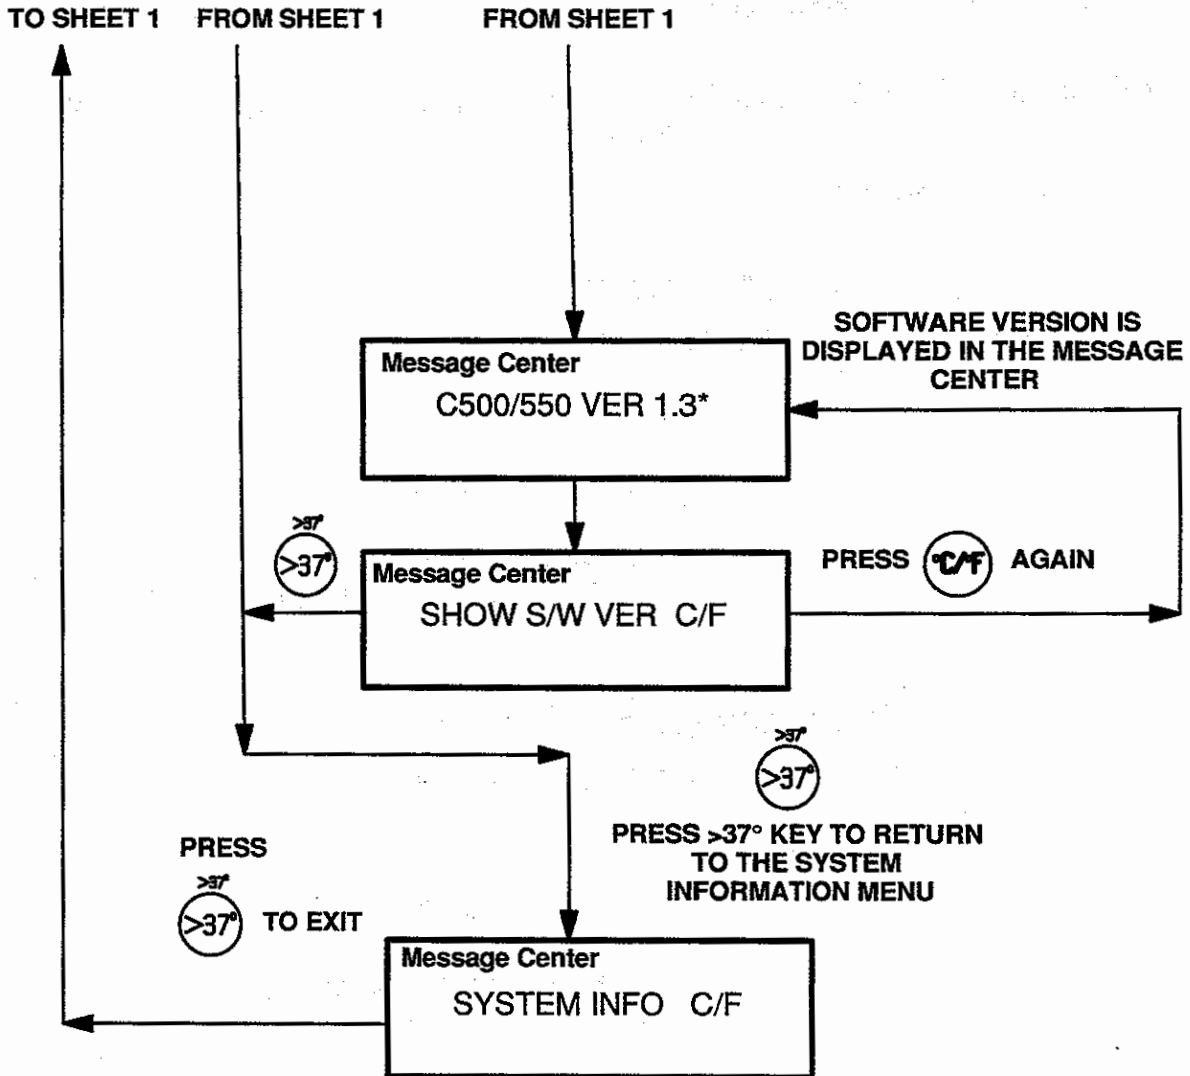 TO SHEET 1 FROM SHEET 1 FROM SHEET 1
SOFTWARE VERSION IS
DISPLAYED IN THE MESSAGE
CENTER
Message Center
C500/550 VER 1.3*
>37°
>37°
Message Center
SHOW S/W VER C/F
PRESS °C/°F AGAIN
>37°
>37°
PRESS >37° KEY TO RETURN
TO THE SYSTEM
INFORMATION MENU
PRESS
>37°
>37° TO EXIT
Message Center
SYSTEM INFO C/F